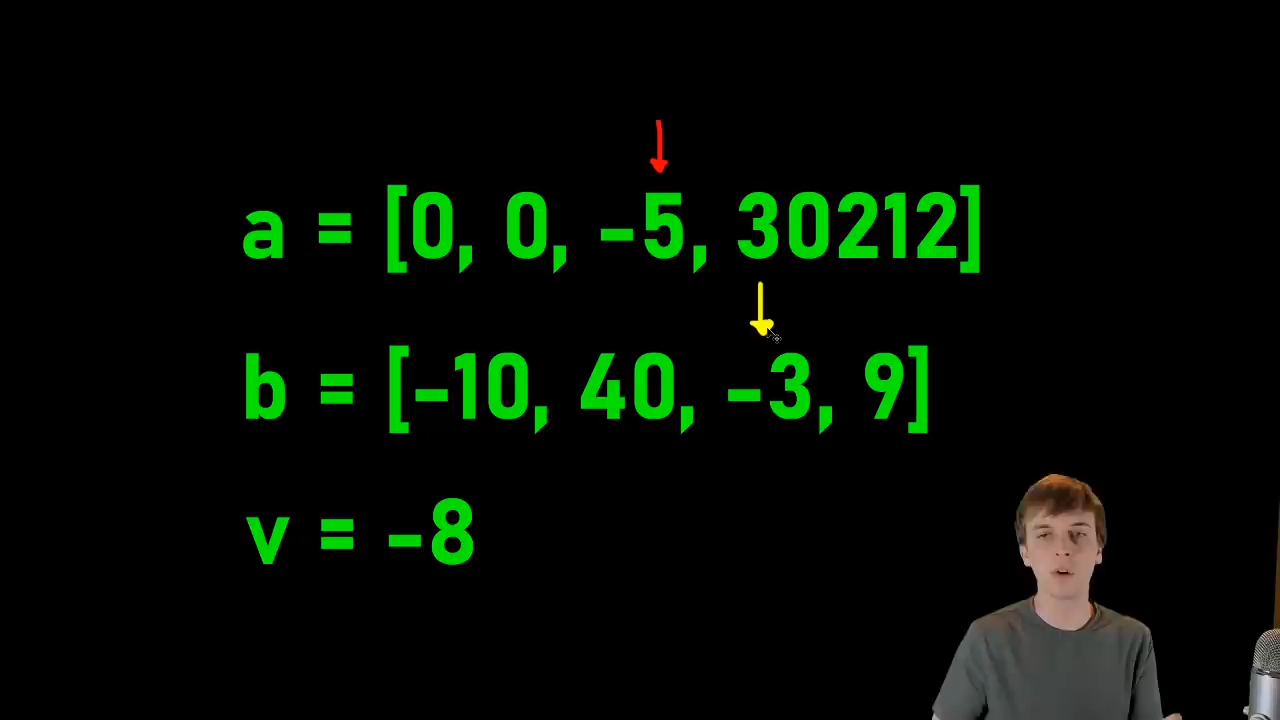 a = [0, 0, -5, 30212]
b = [-10, 40, -3, 9]
v = -8